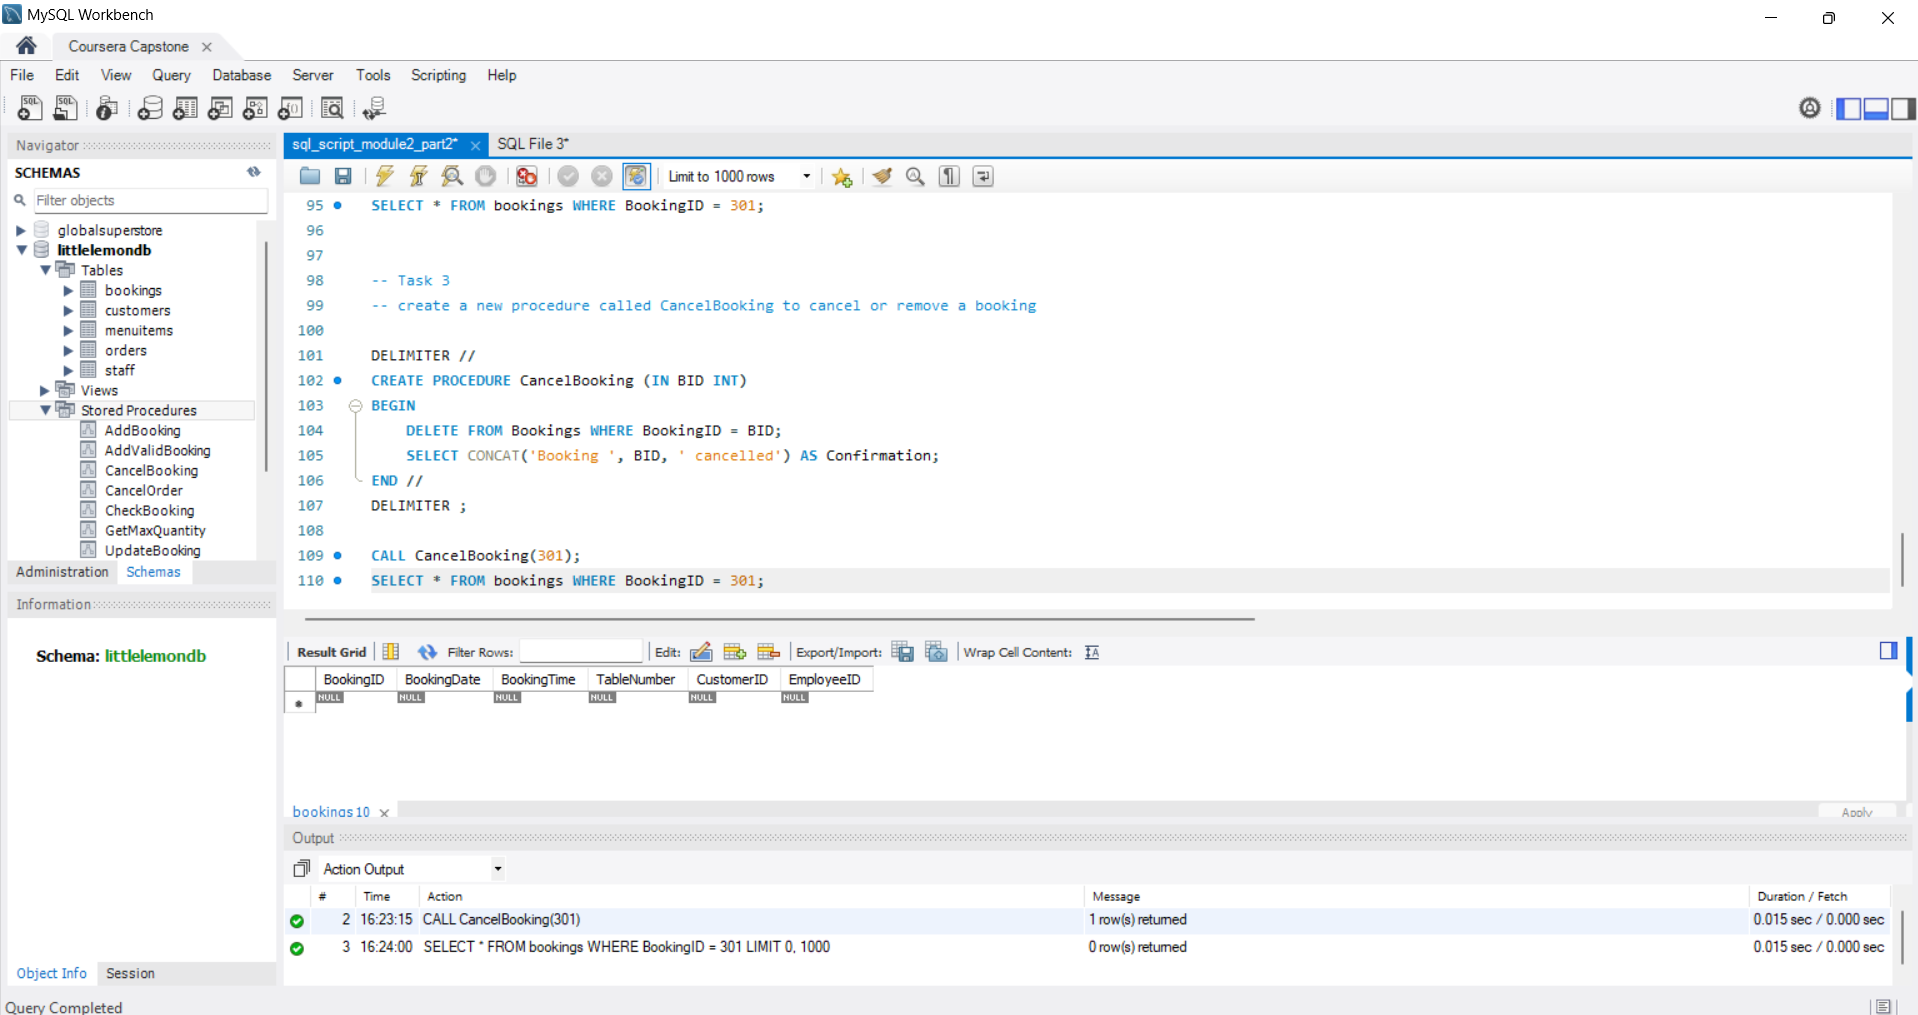 MySQL Workbench
Coursera Capstone
File Edit View Query Database Server Tools Scripting Help
Navigator
SCHEMAS
Filter objects
globalsuperstore
littlelemondb
Tables
bookings
customers
menuitems
orders
staff
Views
Stored Procedures
AddBooking
AddValidBooking
CancelBooking
CancelOrder
CheckBooking
GetMaxQuantity
UpdateBooking
Administration Schemas
Information
Schema: littlelemondb
Object Info Session
Query Completed
sql_script_module2_part2* SQL File 3*
Limit to 1000 rows
95 SELECT * FROM bookings WHERE BookingID = 301;
96
97
98 -- Task 3
99 -- create a new procedure called CancelBooking to cancel or remove a booking
100
101 DELIMITER //
102 CREATE PROCEDURE CancelBooking (IN BID INT)
103 BEGIN
104 DELETE FROM Bookings WHERE BookingID = BID;
105 SELECT CONCAT('Booking ', BID, ' cancelled') AS Confirmation;
106 END //
107 DELIMITER ;
108
109 CALL CancelBooking(301);
110 SELECT * FROM bookings WHERE BookingID = 301;
Result Grid Filter Rows: Edit: Export/Import: Wrap Cell Content:
BookingID BookingDate BookingTime TableNumber CustomerID EmployeeID
NULL NULL NULL NULL NULL NULL
bookings 10 Apply
Output
Action Output
# Time Action Message Duration / Fetch
2 16:23:15 CALL CancelBooking(301) 1 row(s) returned 0.015 sec / 0.000 sec
3 16:24:00 SELECT * FROM bookings WHERE BookingID = 301 LIMIT 0, 1000 0 row(s) returned 0.015 sec / 0.000 sec